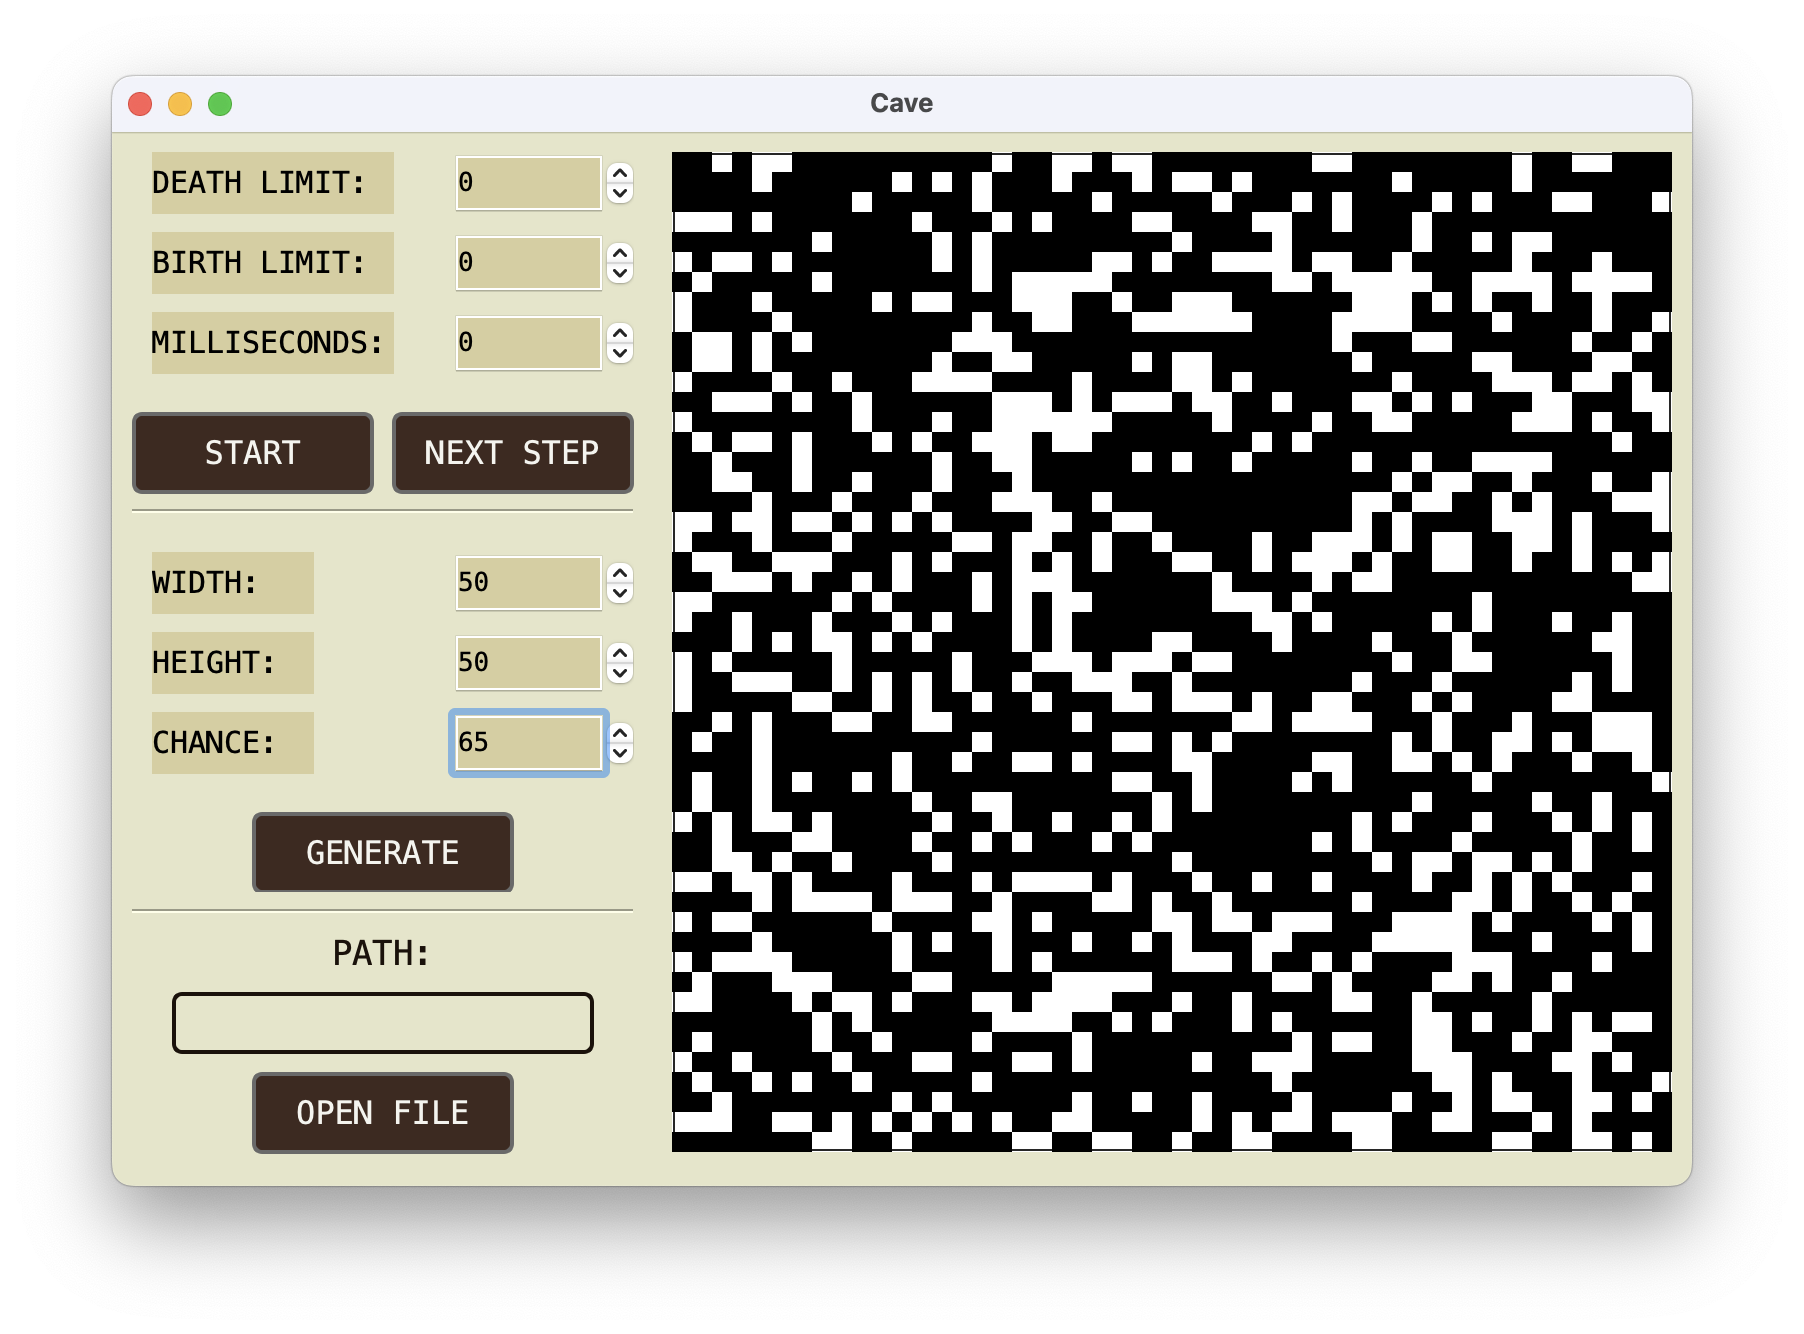 Cave
DEATH LIMIT: 0
BIRTH LIMIT: 0
MILLISECONDS: 0
START NEXT STEP
WIDTH: 50
HEIGHT: 50
CHANCE: 65
GENERATE
PATH:
OPEN FILE